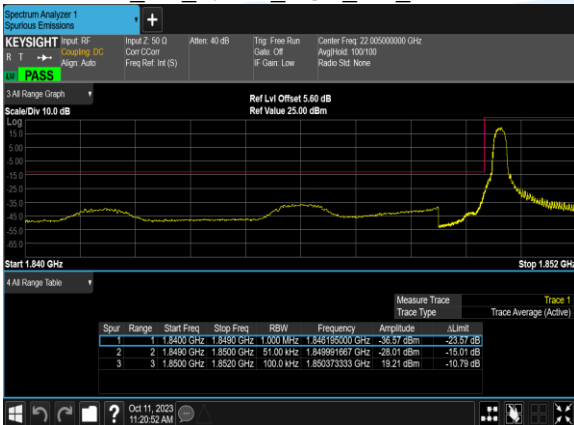 Spectrum Analyzer 1
Spurious Emissions
+
KEYSIGHT Input: RF Input Z: 50 Ω Atten: 40 dB Trig: Free Run Center Freq: 22.005000000 GHz
R T Coupling: DC Corr CCorr Gate: Off Avg|Hold: 100/100
Align: Auto Freq Ref: Int (S) IF Gain: Low Radio Std: None
PASS
3 All Range Graph
Ref Lvl Offset 5.60 dB
Scale/Div 10.0 dB Ref Value 25.00 dBm
Log
15.0
5.00
-5.00
-15.0
-25.0
-35.0
-45.0
-55.0
-65.0
Start 1.840 GHz Stop 1.852 GHz
4 All Range Table
Measure Trace Trace 1
Trace Type Trace Average (Active)
Spur Range Start Freq Stop Freq RBW Frequency Amplitude ΔLimit
1 1 1.8400 GHz 1.8490 GHz 1.000 MHz 1.846195000 GHz -36.57 dBm -23.57 dB
2 2 1.8490 GHz 1.8500 GHz 51.00 kHz 1.849991667 GHz -28.01 dBm -15.01 dB
3 3 1.8500 GHz 1.8520 GHz 100.0 kHz 1.850373333 GHz 19.21 dBm -10.79 dB
? Oct 11, 2023
11:20:52 AM